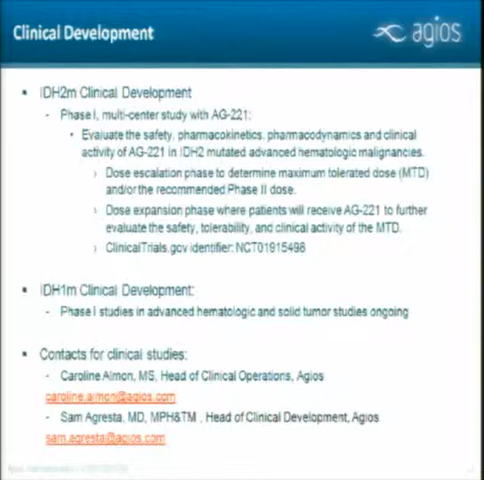 Clinical Development
agios
▪ IDH2m Clinical Development
- Phase I, multi-center study with AG-221:
• Evaluate the safety, pharmacokinetics, pharmacodynamics and clinical
activity of AG-221 in IDH2 mutated advanced hematologic malignancies.
› Dose escalation phase to determine maximum tolerated dose (MTD)
and/or the recommended Phase II dose.
› Dose expansion phase where patients will receive AG-221 to further
evaluate the safety, tolerability, and clinical activity of the MTD.
› ClinicalTrials.gov identifier: NCT01915498
▪ IDH1m Clinical Development:
- Phase I studies in advanced hematologic and solid tumor studies ongoing
▪ Contacts for clinical studies:
- Caroline Almon, MS, Head of Clinical Operations, Agios
caroline.almon@agios.com
- Sam Agresta, MD, MPH&TM , Head of Clinical Development, Agios
sam.agresta@agios.com